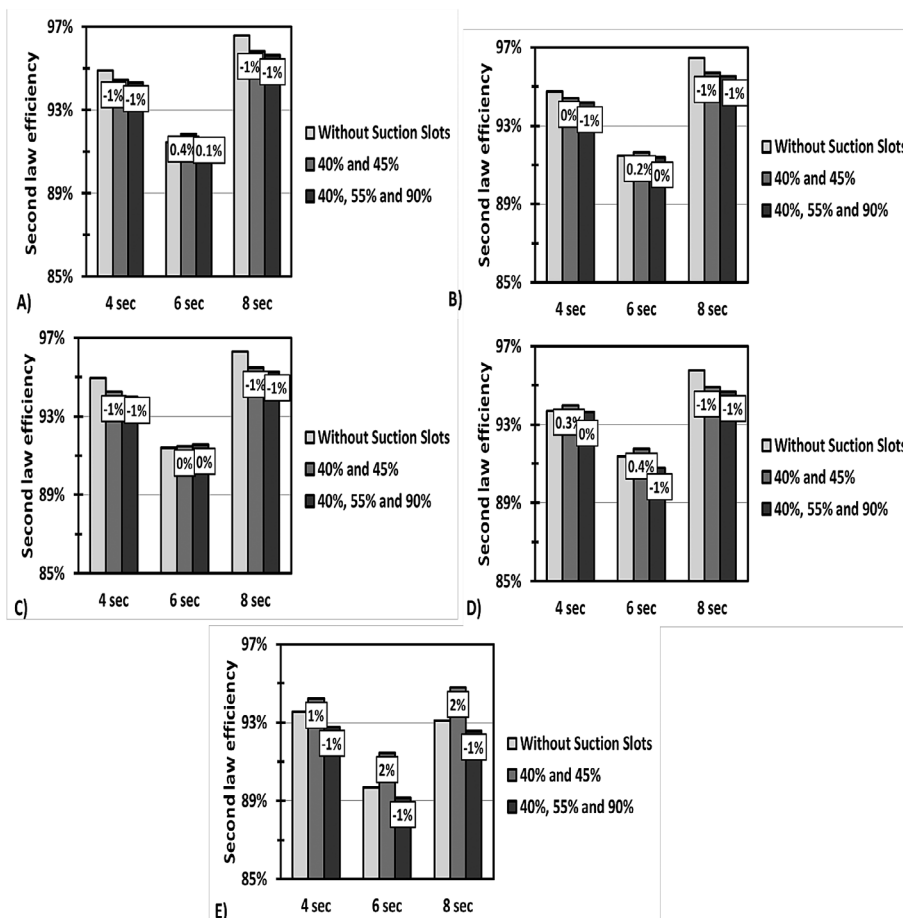 97%
93%
89%
85%
Second law efficiency
-1%
-1%
0.4%
0.1%
-1%
-1%
4 sec
6 sec
8 sec
Without Suction Slots
40% and 45%
40%, 55% and 90%
A)
97%
93%
89%
85%
Second law efficiency
0%
-1%
0.2%
0%
-1%
-1%
4 sec
6 sec
8 sec
Without Suction Slots
40% and 45%
40%, 55% and 90%
B)
97%
93%
89%
85%
Second law efficiency
-1%
-1%
0%
0%
-1%
-1%
4 sec
6 sec
8 sec
Without Suction Slots
40% and 45%
40%, 55% and 90%
C)
97%
93%
89%
85%
Second law efficiency
0.3%
0%
0.4%
-1%
-1%
-1%
4 sec
6 sec
8 sec
Without Suction Slots
40% and 45%
40%, 55% and 90%
D)
97%
93%
89%
85%
Second law efficiency
1%
-1%
2%
-1%
2%
-1%
4 sec
6 sec
8 sec
Without Suction Slots
40% and 45%
40%, 55% and 90%
E)